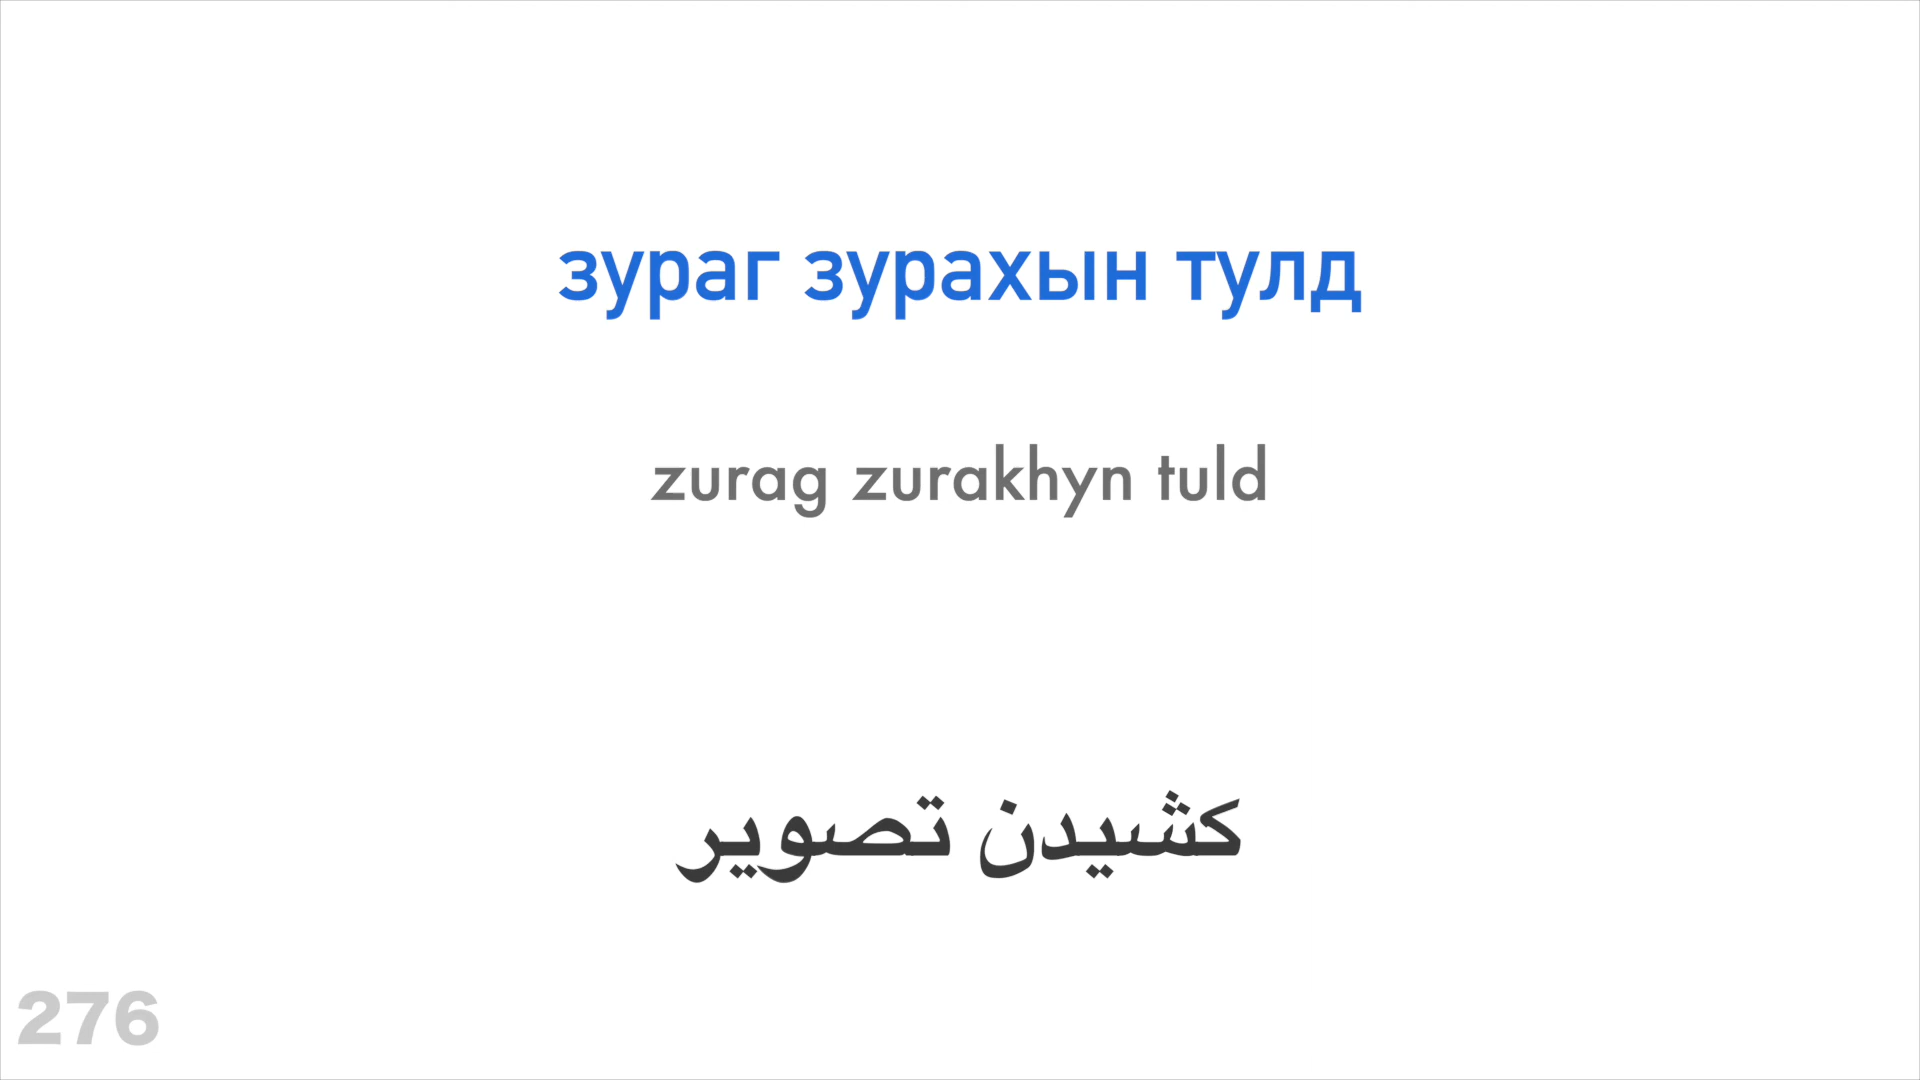 зураг зурахын тулд
zurag zurakhyn tuld
کشیدن تصویر
276